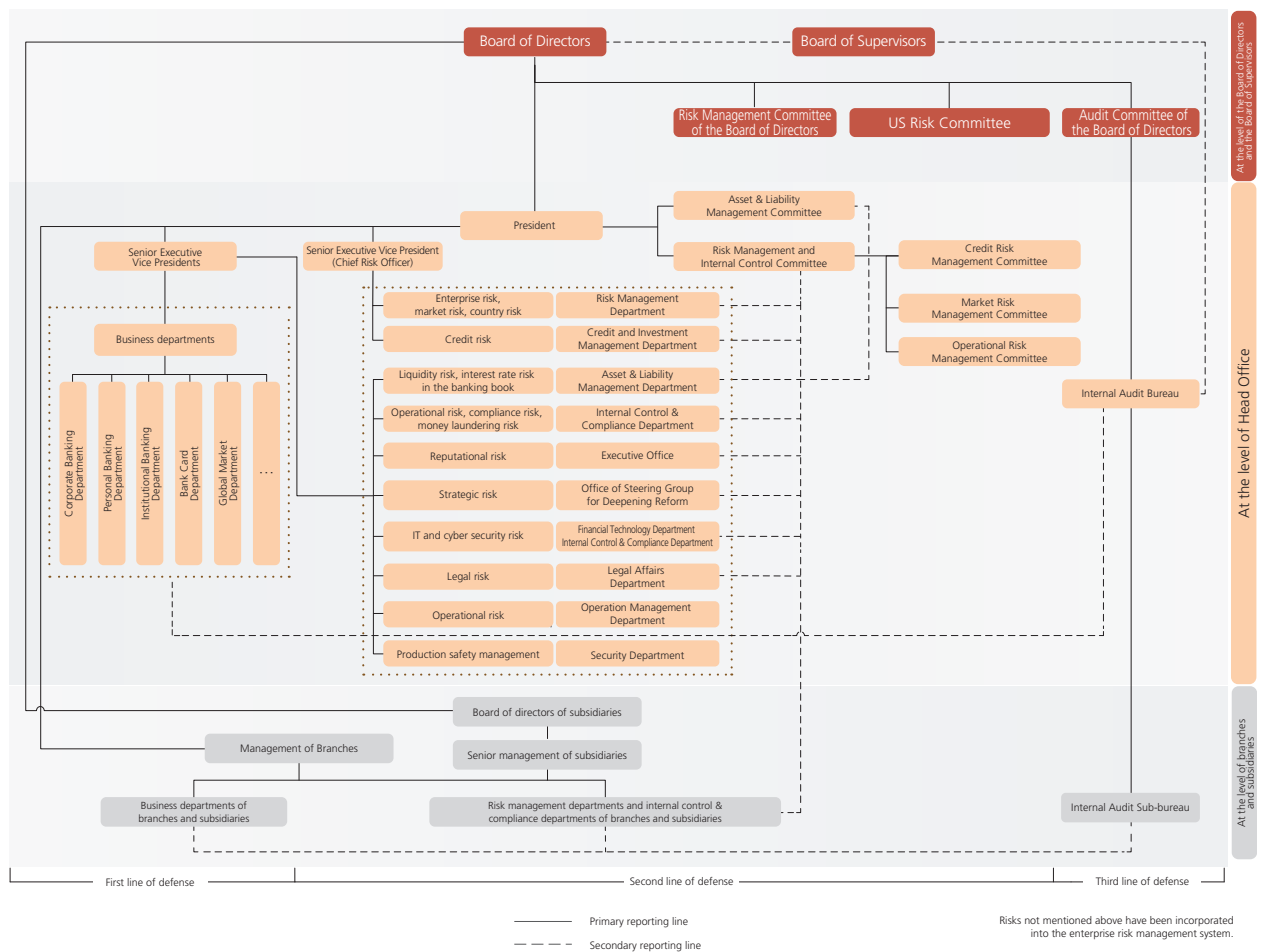 Board of Directors
Board of Supervisors
Risk Management Committee
of the Board of Directors
US Risk Committee
Audit Committee of
the Board of Directors
At the level of the Board of Directors
and the Board of Supervisors
President
Asset & Liability
Management Committee
Risk Management and
Internal Control Committee
Senior Executive
Vice Presidents
Senior Executive Vice President
(Chief Risk Officer)
Credit Risk
Management Committee
Market Risk
Management Committee
Operational Risk
Management Committee
Business departments
Corporate Banking
Department
Personal Banking
Department
Institutional Banking
Department
Bank Card
Department
Global Market
Department
...
Enterprise risk,
market risk, country risk
Risk Management
Department
Credit risk
Credit and Investment
Management Department
Liquidity risk, interest rate risk
in the banking book
Asset & Liability
Management Department
Operational risk, compliance risk,
money laundering risk
Internal Control &
Compliance Department
Reputational risk
Executive Office
Strategic risk
Office of Steering Group
for Deepening Reform
IT and cyber security risk
Financial Technology Department
Internal Control & Compliance Department
Legal risk
Legal Affairs
Department
Operational risk
Operation Management
Department
Production safety management
Security Department
Internal Audit Bureau
At the level of Head Office
Board of directors of subsidiaries
Management of Branches
Senior management of subsidiaries
Business departments of
branches and subsidiaries
Risk management departments and internal control &
compliance departments of branches and subsidiaries
Internal Audit Sub-bureau
At the level of branches
and subsidiaries
First line of defense
Second line of defense
Third line of defense
Primary reporting line
Secondary reporting line
Risks not mentioned above have been incorporated
into the enterprise risk management system.